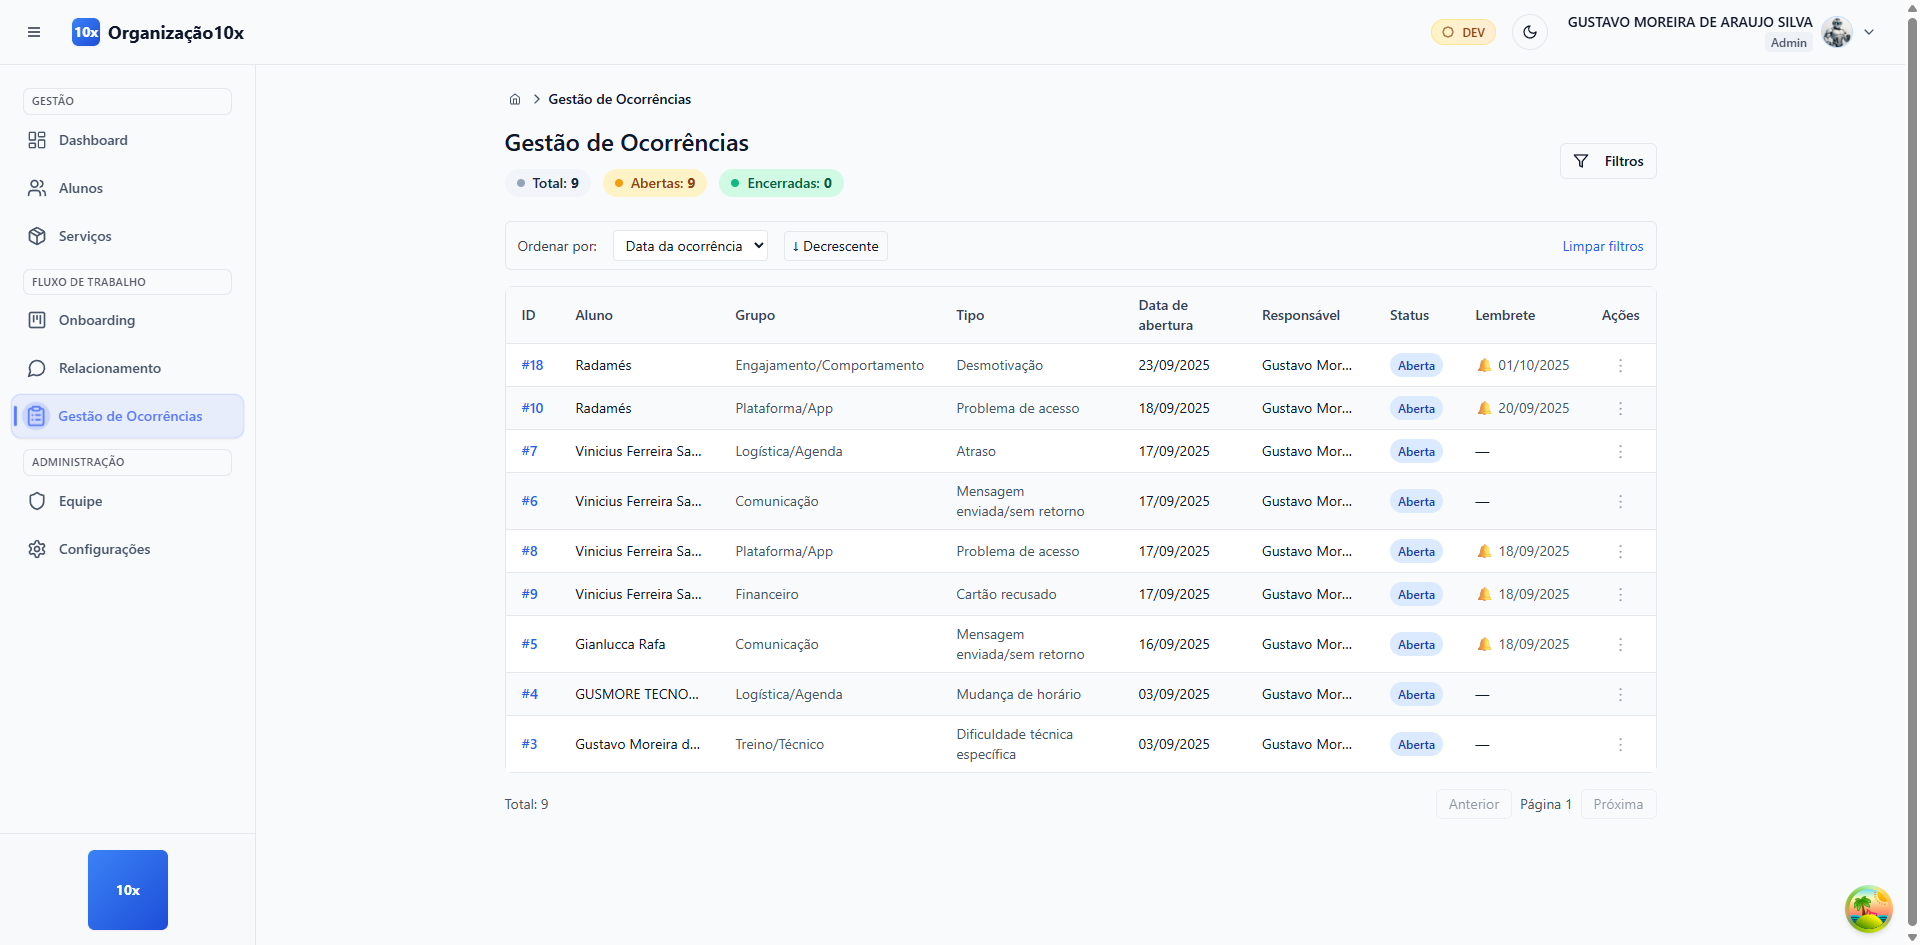 10x Organização10x
DEV
GUSTAVO MOREIRA DE ARAUJO SILVA
Admin
GESTÃO
Dashboard
Alunos
Serviços
FLUXO DE TRABALHO
Onboarding
Relacionamento
Gestão de Ocorrências
ADMINISTRAÇÃO
Equipe
Configurações
10x
Gestão de Ocorrências
Gestão de Ocorrências
Total: 9 Abertas: 9 Encerradas: 0
Filtros
Ordenar por: Data da ocorrência ↓ Decrescente Limpar filtros
ID Aluno Grupo Tipo Data de abertura Responsável Status Lembrete Ações
#18 Radamés Engajamento/Comportamento Desmotivação 23/09/2025 Gustavo Mor... Aberta 01/10/2025
#10 Radamés Plataforma/App Problema de acesso 18/09/2025 Gustavo Mor... Aberta 20/09/2025
#7 Vinicius Ferreira Sa... Logística/Agenda Atraso 17/09/2025 Gustavo Mor... Aberta —
#6 Vinicius Ferreira Sa... Comunicação Mensagem enviada/sem retorno 17/09/2025 Gustavo Mor... Aberta —
#8 Vinicius Ferreira Sa... Plataforma/App Problema de acesso 17/09/2025 Gustavo Mor... Aberta 18/09/2025
#9 Vinicius Ferreira Sa... Financeiro Cartão recusado 17/09/2025 Gustavo Mor... Aberta 18/09/2025
#5 Gianlucca Rafa Comunicação Mensagem enviada/sem retorno 16/09/2025 Gustavo Mor... Aberta 18/09/2025
#4 GUSMORE TECNO... Logística/Agenda Mudança de horário 03/09/2025 Gustavo Mor... Aberta —
#3 Gustavo Moreira d... Treino/Técnico Dificuldade técnica específica 03/09/2025 Gustavo Mor... Aberta —
Total: 9
Anterior Página 1 Próxima